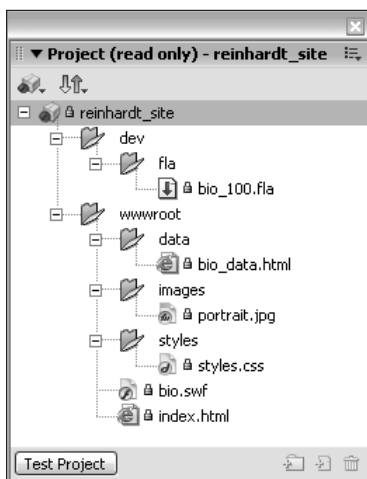 Project (read only) - reinhardt_site
reinhardt_site
dev
fla
bio_100.fla
wwwroot
data
bio_data.html
images
portrait.jpg
styles
styles.css
bio.swf
index.html
Test Project